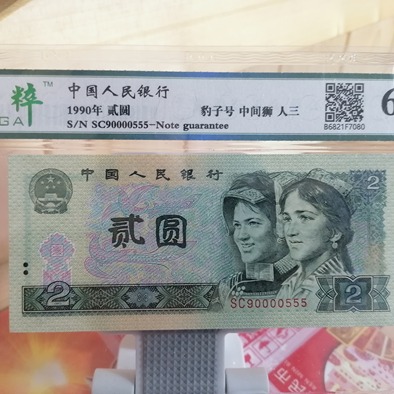 粹 TM
GA
中国人民银行
1990年 贰圆
豹子号 中间狮 人三
S/N SC90000555-Note guarantee
6
B6821F7080
中国人民银行
2
贰圆
SC90000555
2
2